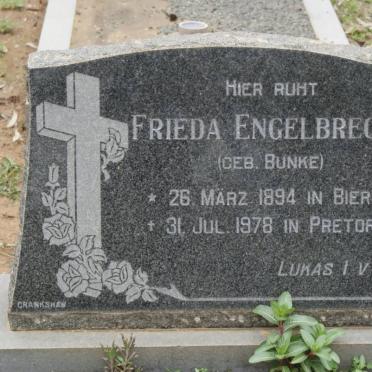 HIER RUHT
FRIEDA ENGELBREC
(GEB. BUNKE)
* 26. MÄRZ 1894 IN BIER
✝ 31. JUL. 1978 IN PRETOR
LUKAS 1 V
CRANKSHAW